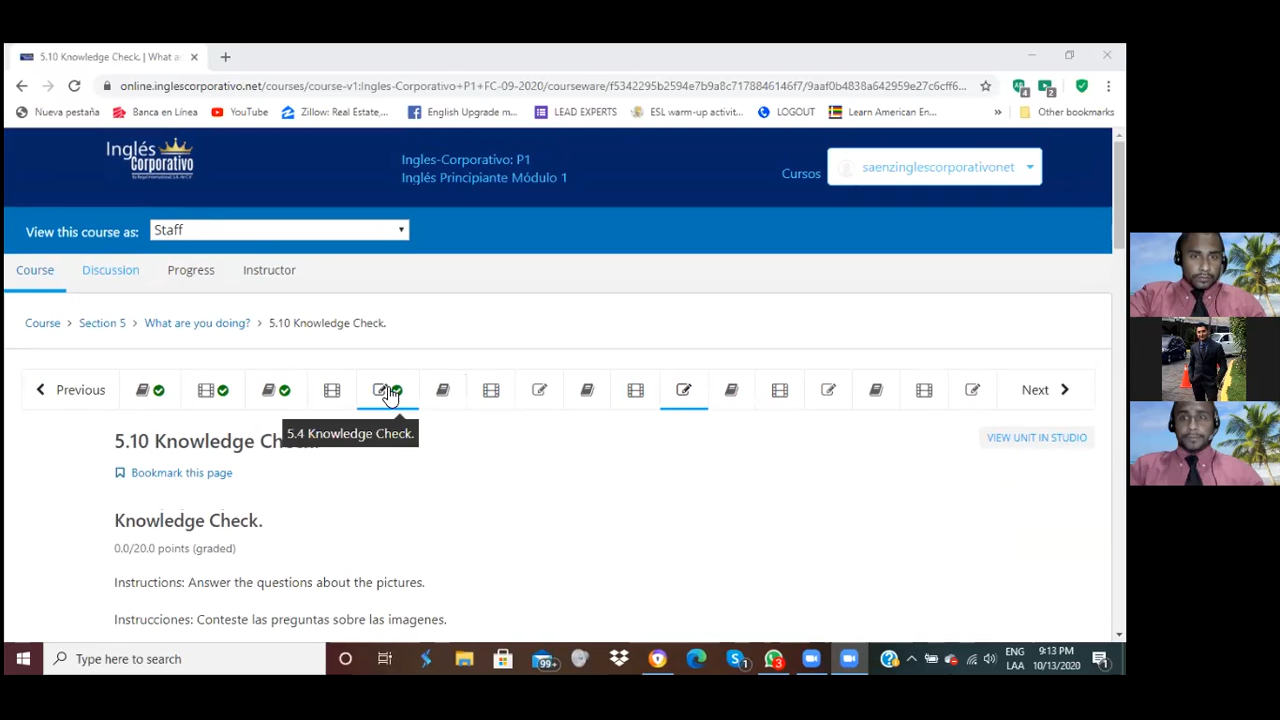 5.10 Knowledge Check. | What a
online.inglescorporativo.net/courses/course-v1:Ingles-Corporativo+P1+FC-09-2020/courseware/f5342295b2594e7b9a8c7178846146f7/9aaf0b4838a642959e27c6cff6...
4
2
Nueva pestaña
Banca en Línea
YouTube
Zillow: Real Estate,...
English Upgrade m...
LEAD EXPERTS
ESL warm-up activit...
LOGOUT
Learn American En...
»
Other bookmarks
Inglés
Corporativo
Ingles-Corporativo: P1
Inglés Principiante Módulo 1
Cursos
saenzinglescorporativonet
View this course as:
Staff
Course
Discussion
Progress
Instructor
Course > Section 5 > What are you doing? > 5.10 Knowledge Check.
Previous
Next
5.4 Knowledge Check.
5.10 Knowledge Ch
VIEW UNIT IN STUDIO
Bookmark this page
Knowledge Check.
0.0/20.0 points (graded)
Instructions: Answer the questions about the pictures.
Instrucciones: Conteste las preguntas sobre las imagenes.
Type here to search
99+
1
3
ENG
LAA
9:13 PM
10/13/2020
1